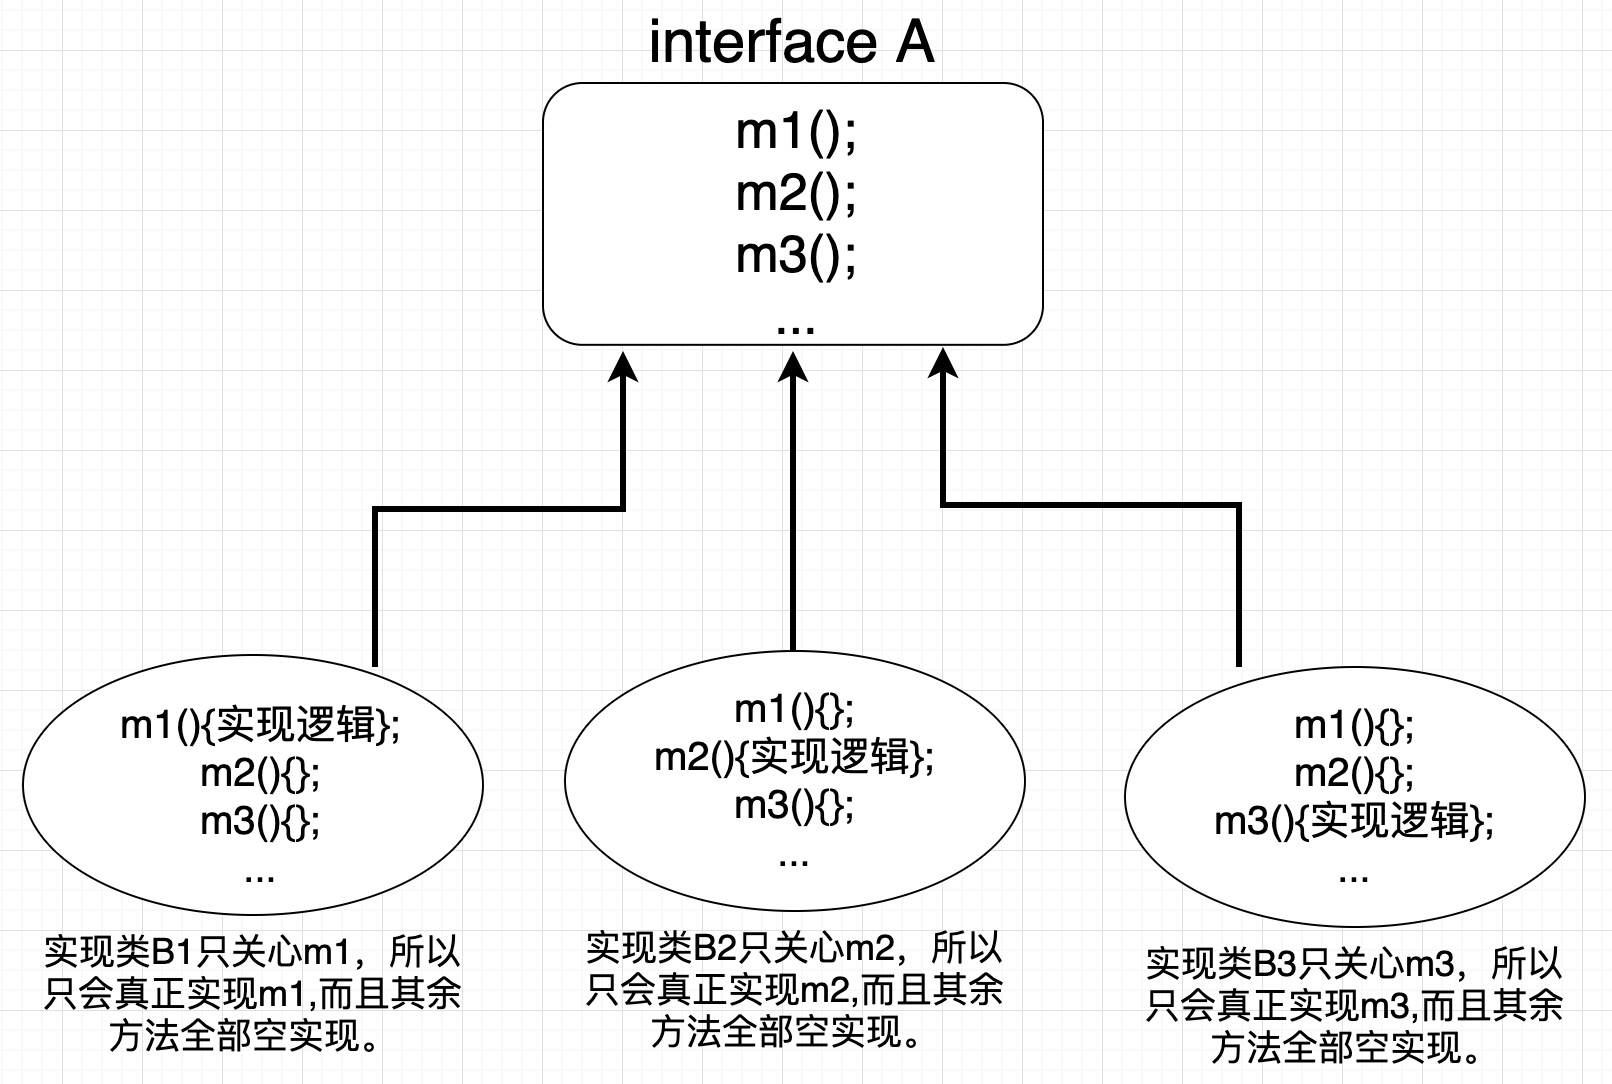 interface A
m1();
m2();
m3();
...
m1(){实现逻辑};
m2(){};
m3(){};
...
实现类B1只关心m1，所以
只会真正实现m1,而且其余
方法全部空实现。
m1(){};
m2(){实现逻辑};
m3(){};
...
实现类B2只关心m2，所以
只会真正实现m2,而且其余
方法全部空实现。
m1(){};
m2(){};
m3(){实现逻辑};
...
实现类B3只关心m3，所以
只会真正实现m3,而且其余
方法全部空实现。